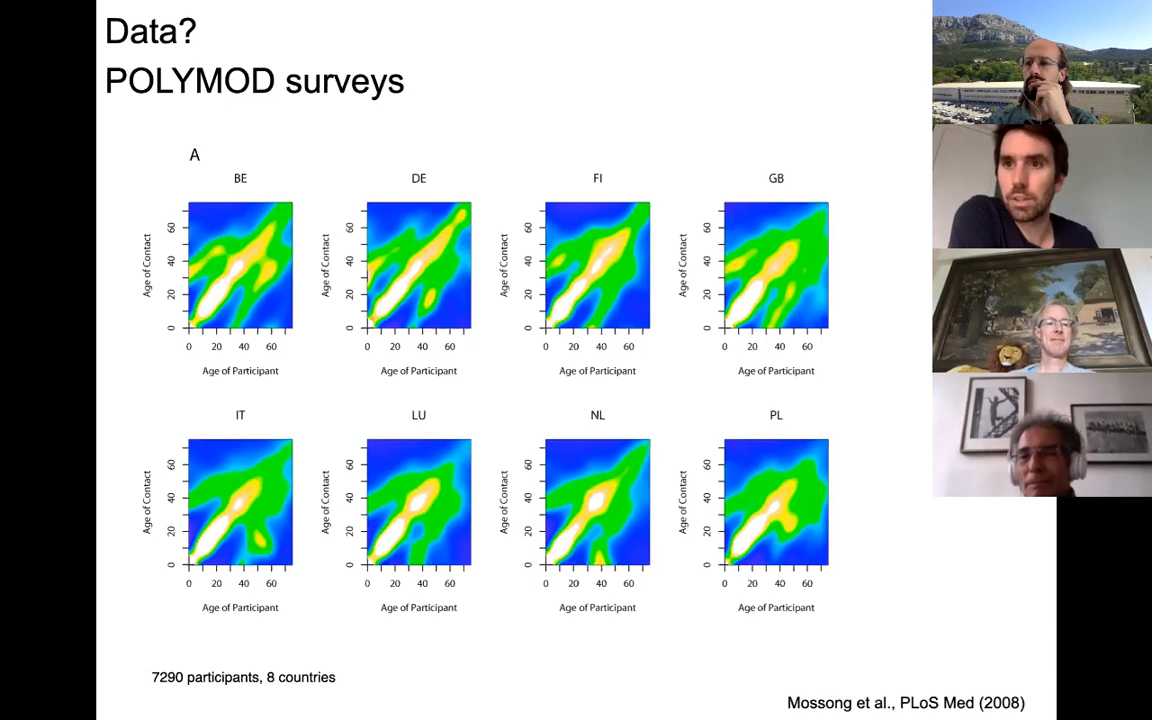 Data?
POLYMOD surveys
A
BE DE FI GB
Age of Contact
0 20 40 60
0 20 40 60
Age of Participant
Age of Contact
0 20 40 60
0 20 40 60
Age of Participant
Age of Contact
0 20 40 60
0 20 40 60
Age of Participant
Age of Contact
0 20 40 60
0 20 40 60
Age of Participant
IT LU NL PL
Age of Contact
0 20 40 60
0 20 40 60
Age of Participant
Age of Contact
0 20 40 60
0 20 40 60
Age of Participant
Age of Contact
0 20 40 60
0 20 40 60
Age of Participant
Age of Contact
0 20 40 60
0 20 40 60
Age of Participant
7290 participants, 8 countries
Mossong et al., PLoS Med (2008)